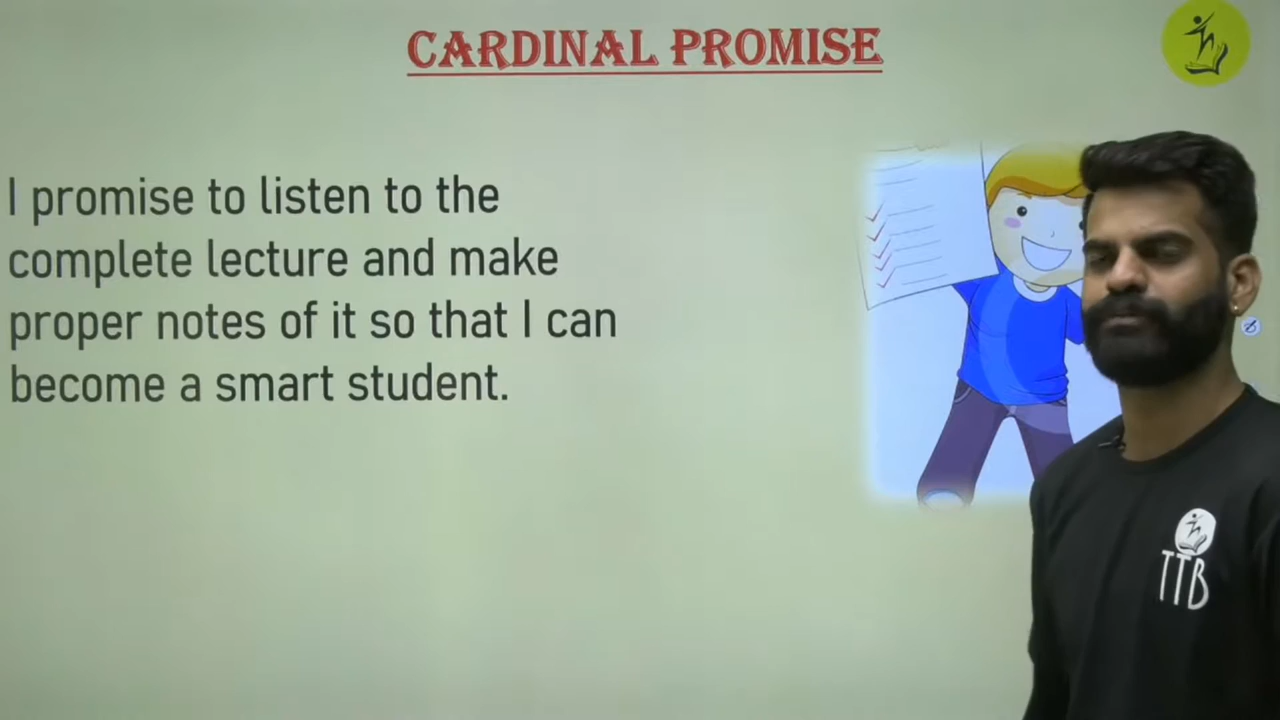 CARDINAL PROMISE
I promise to listen to the
complete lecture and make
proper notes of it so that I can
become a smart student.
TTB